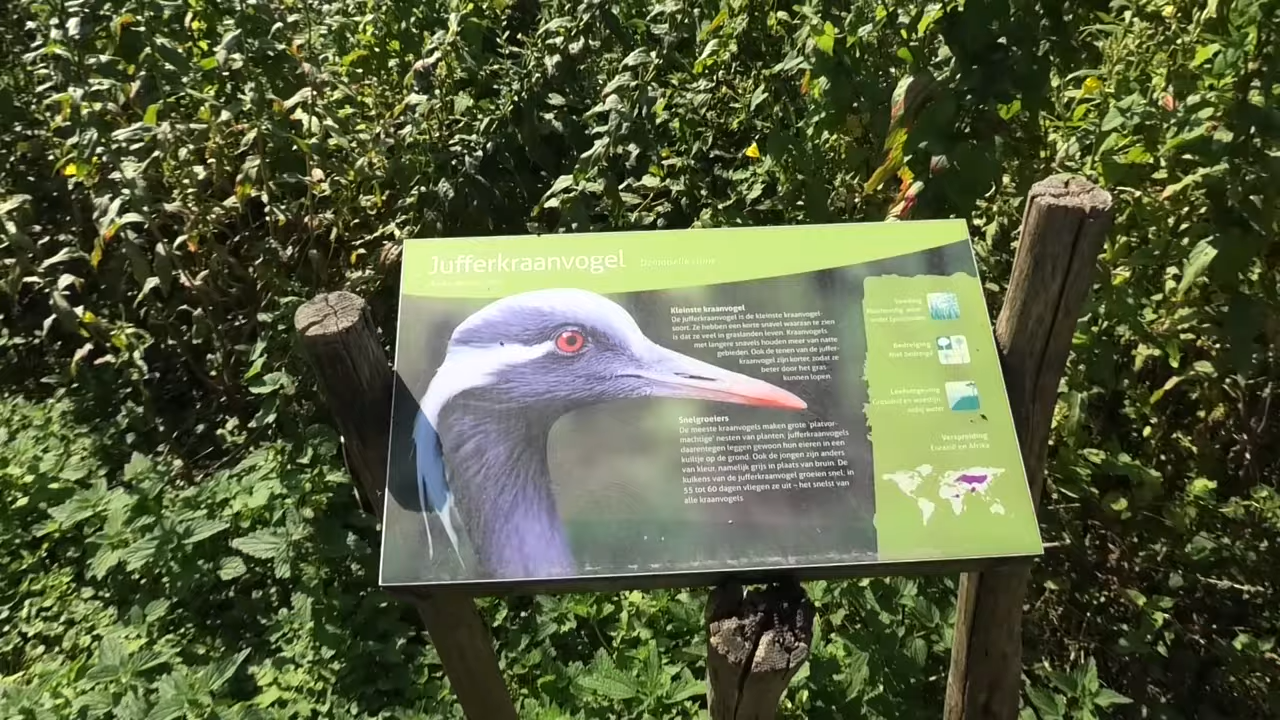 Jufferkraanvogel
Kleinste kraanvogel
De jufferkraanvogel is de kleinste kraanvogel-
soort. Ze hebben een korte snavel waaraan te zien
is dat ze veel in graslanden leven. Kraanvogels
met langere snavels houden meer van natte
gebieden. Ook de tenen van de juffer-
kraanvogel zijn korter, zodat ze
beter door het gras
kunnen lopen.
Snelgroeiers
De meeste kraanvogels maken grote 'platvor-
machtige' nesten van planten, jufferkraanvogels
daarentegen leggen gewoon hun eieren in een
kuiltje op de grond. Ook de jongen zijn anders
van kleur, namelijk grijs in plaats van bruin. De
kuikens van de jufferkraanvogel groeien snel, in
55 tot 60 dagen vliegen ze uit – het snelst van
alle kraanvogels
Voeding
Bedreiging
Niet bedreigd
Leefomgeving
nabij water
Verspreiding
Eurazië en Afrika